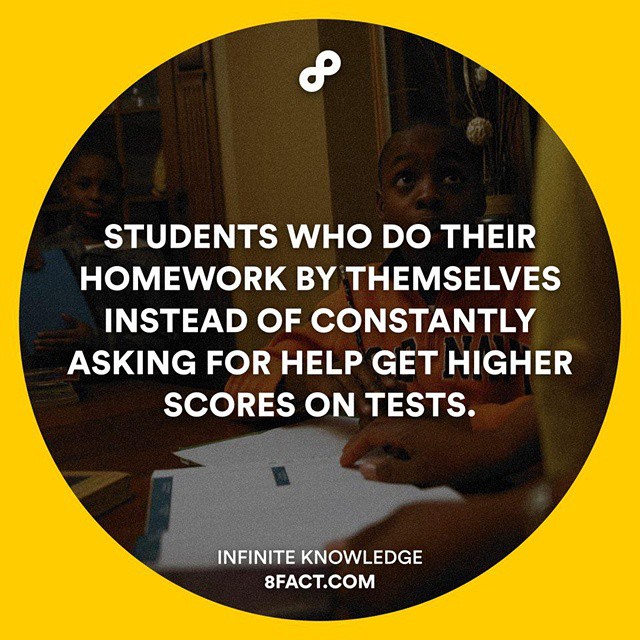 STUDENTS WHO DO THEIR
HOMEWORK BY THEMSELVES
INSTEAD OF CONSTANTLY
ASKING FOR HELP GET HIGHER
SCORES ON TESTS.
INFINITE KNOWLEDGE
8FACT.COM